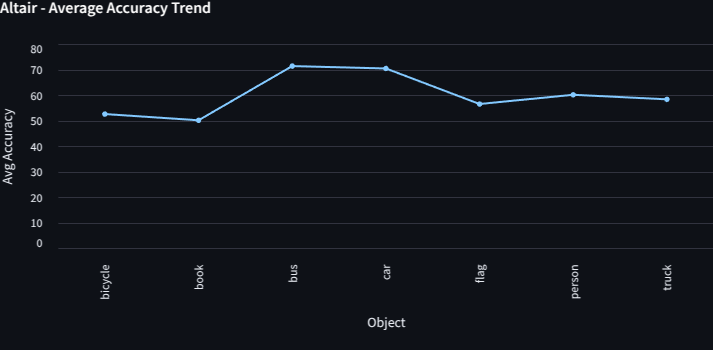 Altair - Average Accuracy Trend
Avg Accuracy
80
70
60
50
40
30
20
10
0
bicycle
book
bus
car
flag
person
truck
Object